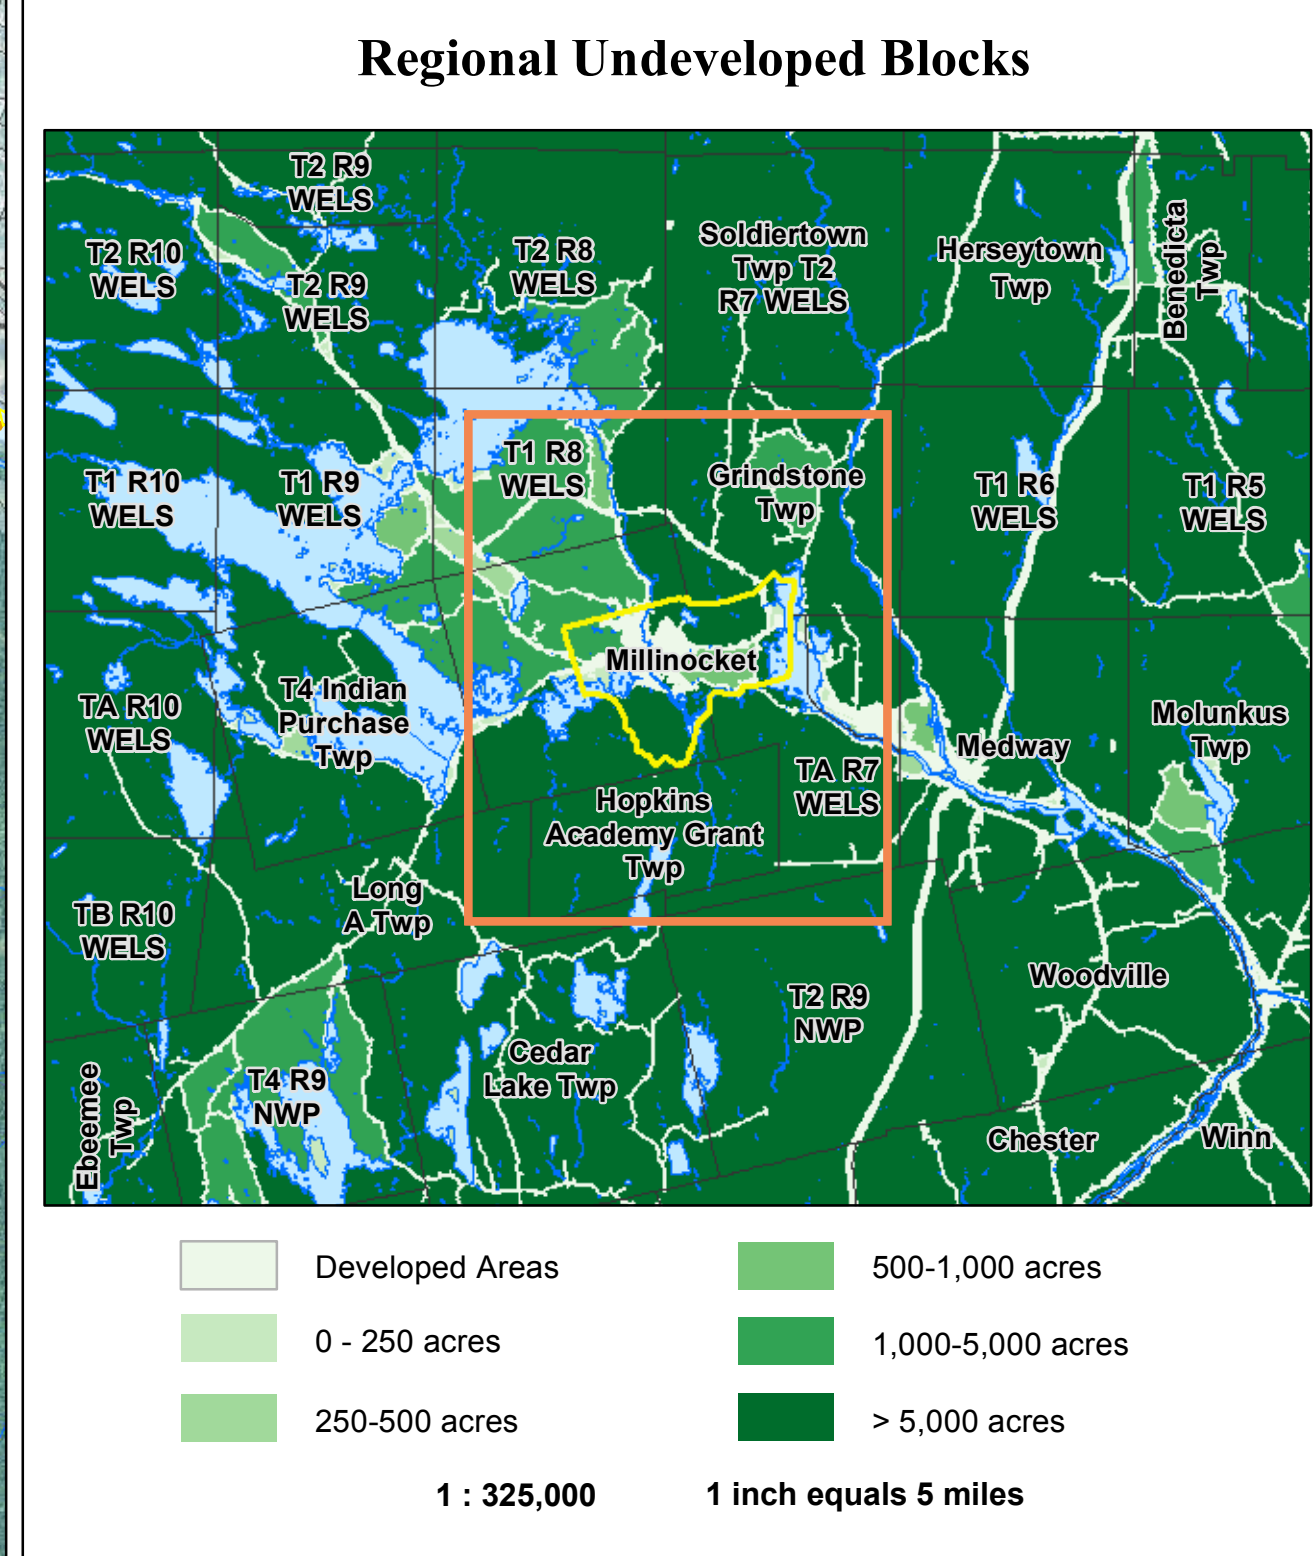 Regional Undeveloped Blocks
T2 R9
WELS
T2 R10
WELS
T2 R9
WELS
T2 R8
WELS
Soldiertown
Twp T2
R7 WELS
Herseytown
Twp
Benedicta
Twp
T1 R10
WELS
T1 R9
WELS
T1 R8
WELS
Grindstone
Twp
T1 R6
WELS
T1 R5
WELS
Millinocket
TA R10
WELS
T4 Indian
Purchase
Twp
Medway
Molunkus
Twp
TA R7
WELS
Hopkins
Academy Grant
Twp
Long
A Twp
TB R10
WELS
Woodville
T2 R9
NWP
Cedar
Lake Twp
T4 R9
NWP
Ebeemee
Twp
Chester
Winn
Developed Areas
0 - 250 acres
250-500 acres
500-1,000 acres
1,000-5,000 acres
> 5,000 acres
1 : 325,000
1 inch equals 5 miles